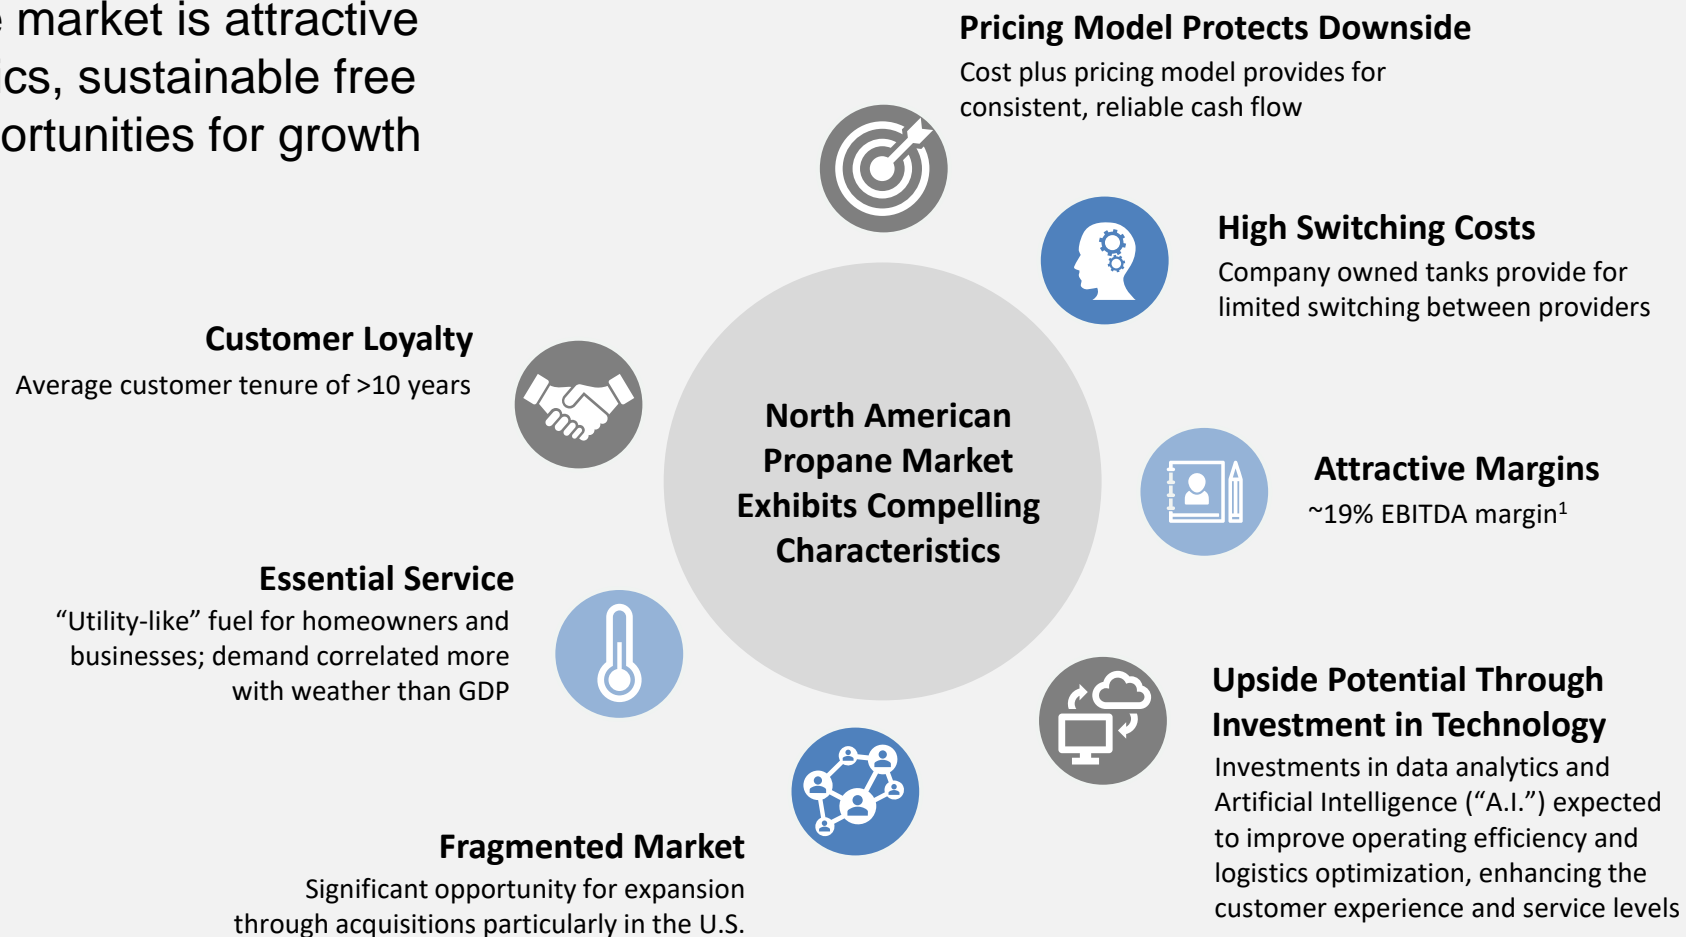 market is attractive
ics, sustainable free
ortunities for growth
Pricing Model Protects Downside
Cost plus pricing model provides for
consistent, reliable cash flow
High Switching Costs
Company owned tanks provide for
limited switching between providers
Customer Loyalty
Average customer tenure of >10 years
North American
Propane Market
Exhibits Compelling
Characteristics
Attractive Margins
~19% EBITDA margin¹
Essential Service
“Utility-like” fuel for homeowners and
businesses; demand correlated more
with weather than GDP
Upside Potential Through
Investment in Technology
Investments in data analytics and
Artificial Intelligence (“A.I.”) expected
to improve operating efficiency and
logistics optimization, enhancing the
customer experience and service levels
Fragmented Market
Significant opportunity for expansion
through acquisitions particularly in the U.S.